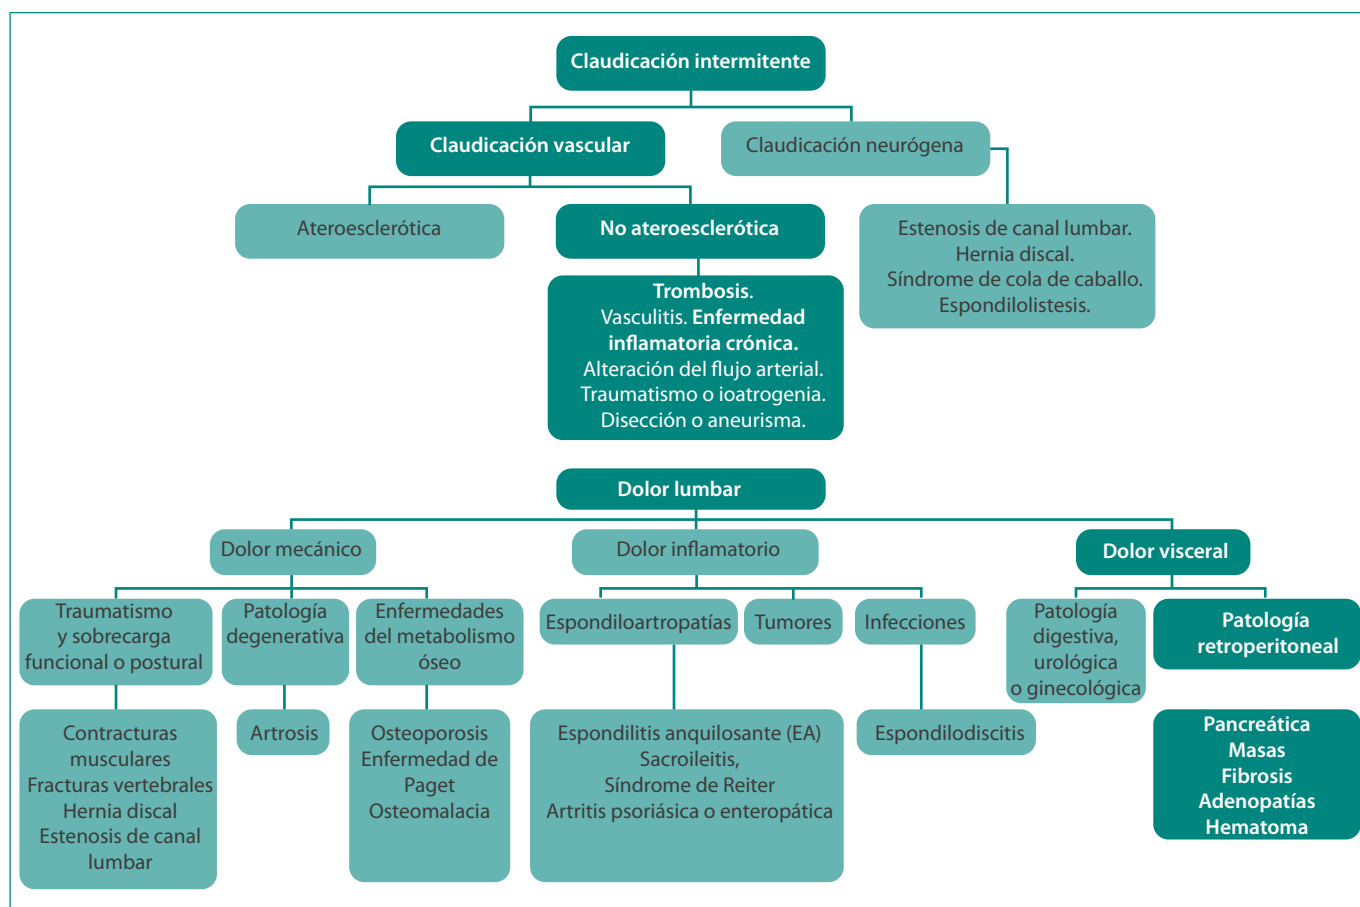 Claudicación intermitente
Claudicación vascular
Claudicación neurógena
Ateroesclerótica
No ateroesclerótica
Estenosis de canal lumbar.
Hernia discal.
Síndrome de cola de caballo.
Espondilolistesis.
Trombosis.
Vasculitis. Enfermedad
inflamatoria crónica.
Alteración del flujo arterial.
Traumatismo o ioatrogenia.
Disección o aneurisma.
Dolor lumbar
Dolor mecánico
Dolor inflamatorio
Dolor visceral
Traumatismo
y sobrecarga
funcional o postural
Patología
degenerativa
Enfermedades
del metabolismo
óseo
Espondiloartropatías
Tumores
Infecciones
Patología
digestiva,
urológica
o ginecológica
Patología
retroperitoneal
Contracturas
musculares
Fracturas vertebrales
Hernia discal
Estenosis de canal
lumbar
Artrosis
Osteoporosis
Enfermedad de
Paget
Osteomalacia
Espondilitis anquilosante (EA)
Sacroileitis,
Síndrome de Reiter
Artritis psoriásica o enteropática
Espondilodiscitis
Pancreática
Masas
Fibrosis
Adenopatías
Hematoma